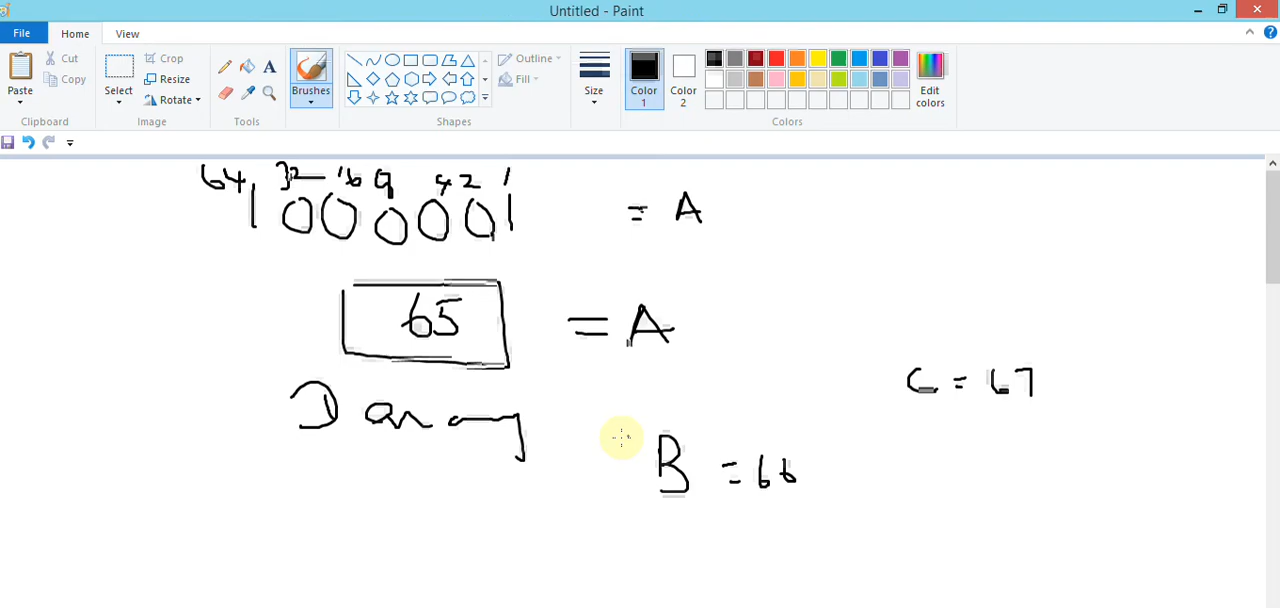 Untitled - Paint
File Home View
Paste Cut Copy Select Crop Resize Rotate Brushes Outline Fill Size Color 1 Color 2 Edit colors
Clipboard Image Tools Shapes Colors
64 32 16 9 4 2 1
1 0 0 0 0 0 1 = A
65 = A
C = 67
B = 66